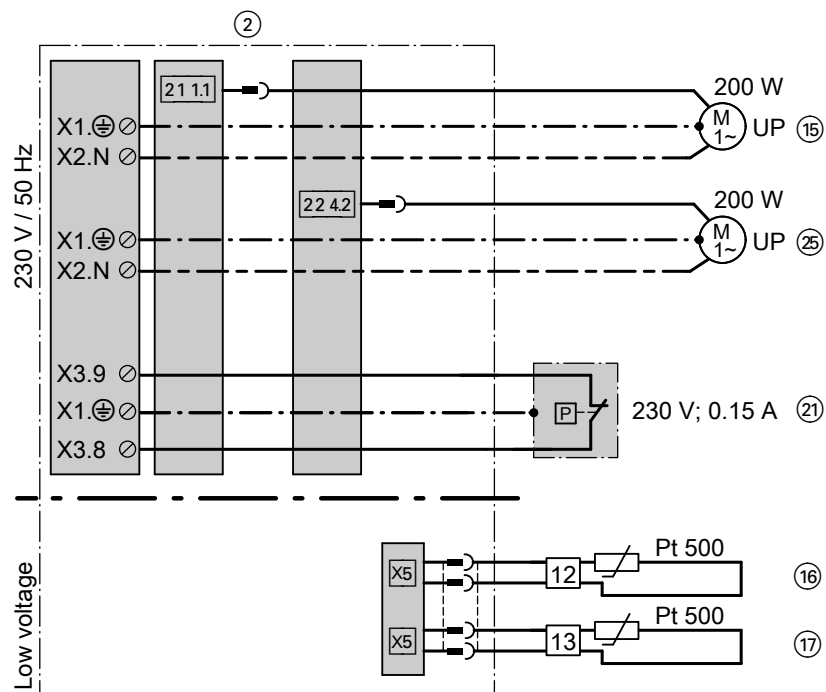 ②
230 V / 50 Hz
21 1.1
200 W
X1.
M
1~
UP ⑮
X2.N
22 4.2
200 W
X1.
M
1~
UP ㉕
X2.N
X3.9
X1.
P
230 V; 0.15 A ㉑
X3.8
Low voltage
X5
12
Pt 500
⑯
X5
13
Pt 500
⑰